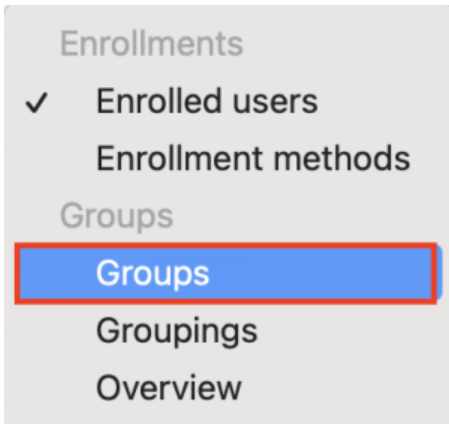 Enrollments
✓ Enrolled users
Enrollment methods
Groups
Groups
Groupings
Overview